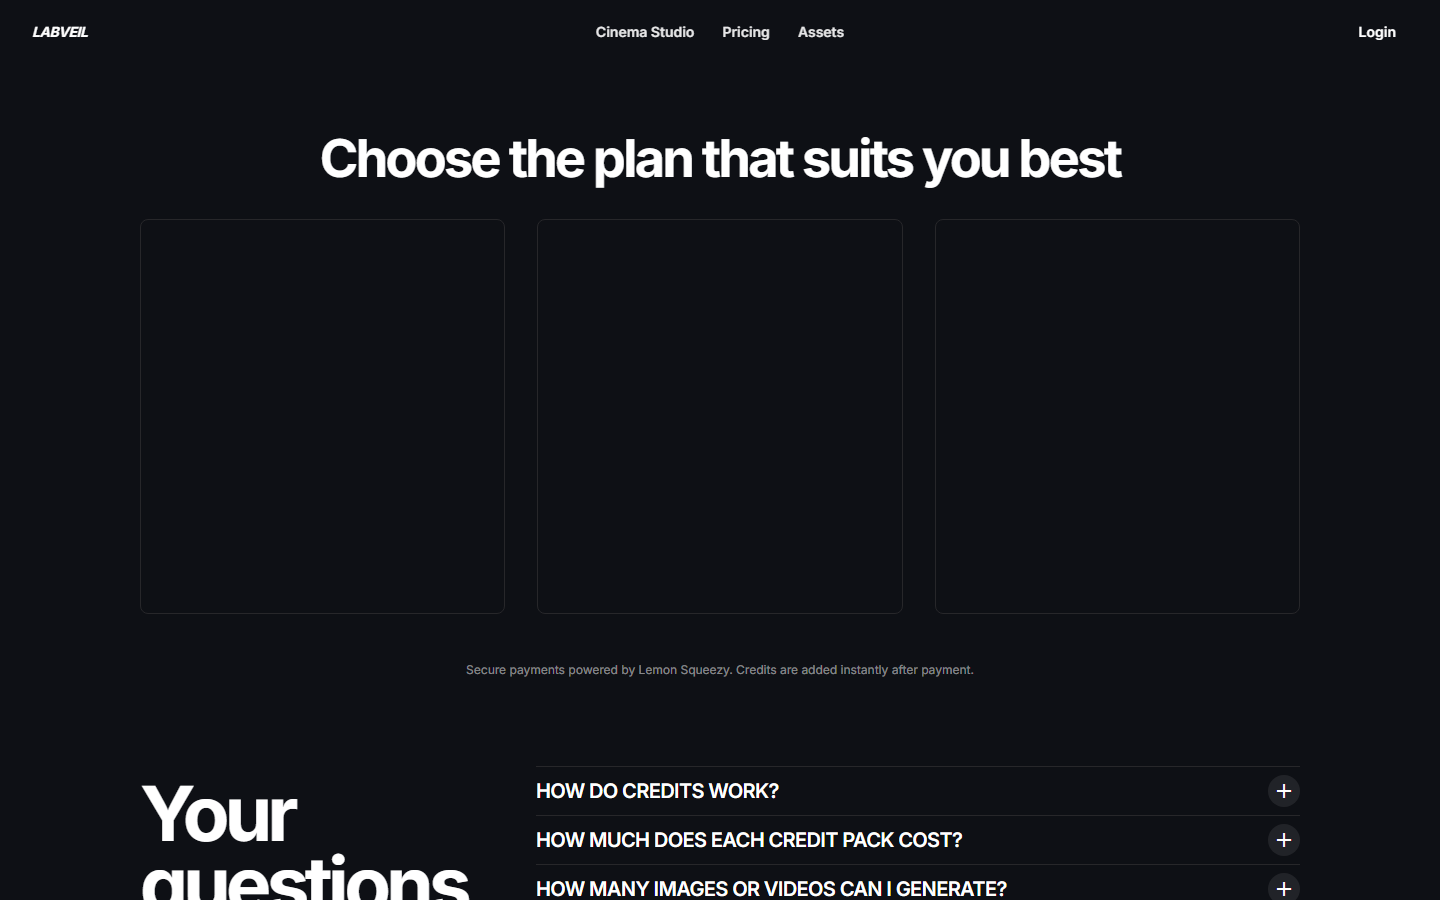 LABVEIL
Cinema Studio Pricing Assets
Login
Choose the plan that suits you best
Secure payments powered by Lemon Squeezy. Credits are added instantly after payment.
Your
questions
HOW DO CREDITS WORK?
HOW MUCH DOES EACH CREDIT PACK COST?
HOW MANY IMAGES OR VIDEOS CAN I GENERATE?